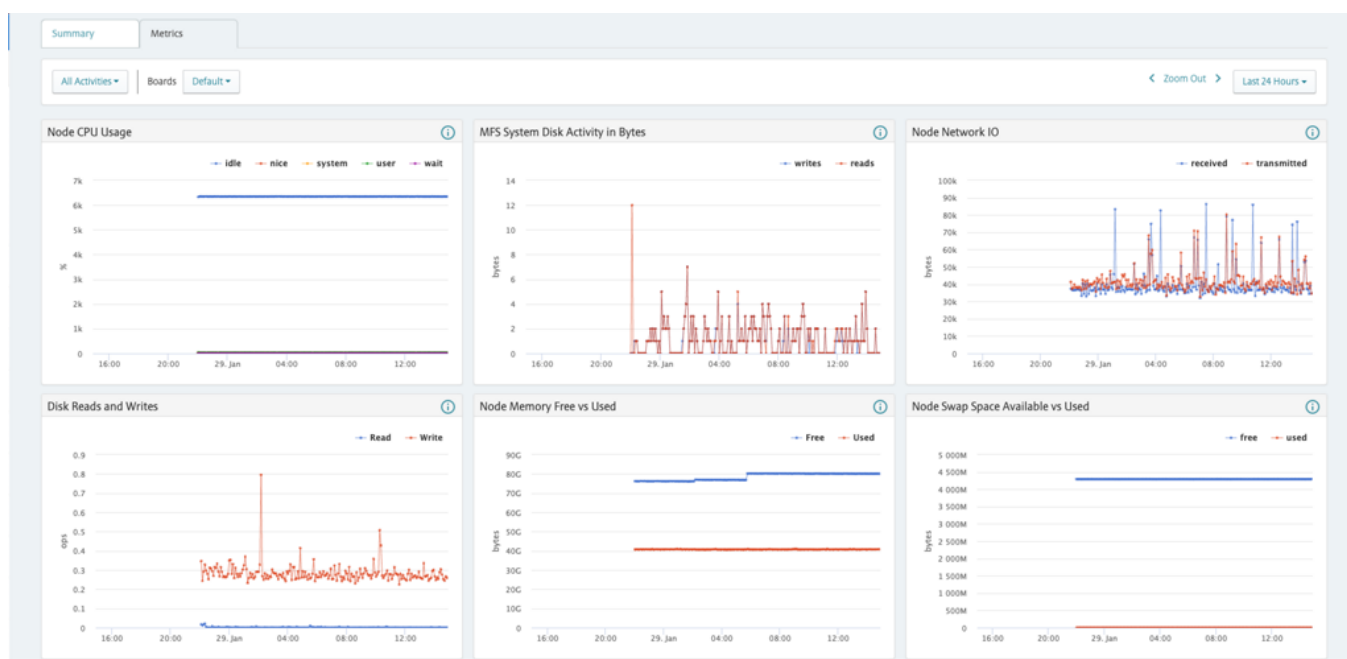 Summary Metrics
All Activities Boards Default Zoom Out Last 24 Hours
Node CPU Usage
idle nice system user wait
7k
6k
5k
4k
3k
2k
1k
0
%
16:00 20:00 29. Jan 04:00 08:00 12:00
MFS System Disk Activity in Bytes
writes reads
14
12
10
8
6
4
2
0
bytes
16:00 20:00 29. Jan 04:00 08:00 12:00
Node Network IO
received transmitted
100k
90k
80k
70k
60k
50k
40k
30k
20k
10k
0
bytes
16:00 20:00 29. Jan 04:00 08:00 12:00
Disk Reads and Writes
Read Write
0.9
0.8
0.7
0.6
0.5
0.4
0.3
0.2
0.1
0
ops
16:00 20:00 29. Jan 04:00 08:00 12:00
Node Memory Free vs Used
Free Used
90G
80G
70G
60G
50G
40G
30G
20G
10G
0
bytes
16:00 20:00 29. Jan 04:00 08:00 12:00
Node Swap Space Available vs Used
free used
5 000M
4 500M
4 000M
3 500M
3 000M
2 500M
2 000M
1 500M
1 000M
500M
0
bytes
16:00 20:00 29. Jan 04:00 08:00 12:00